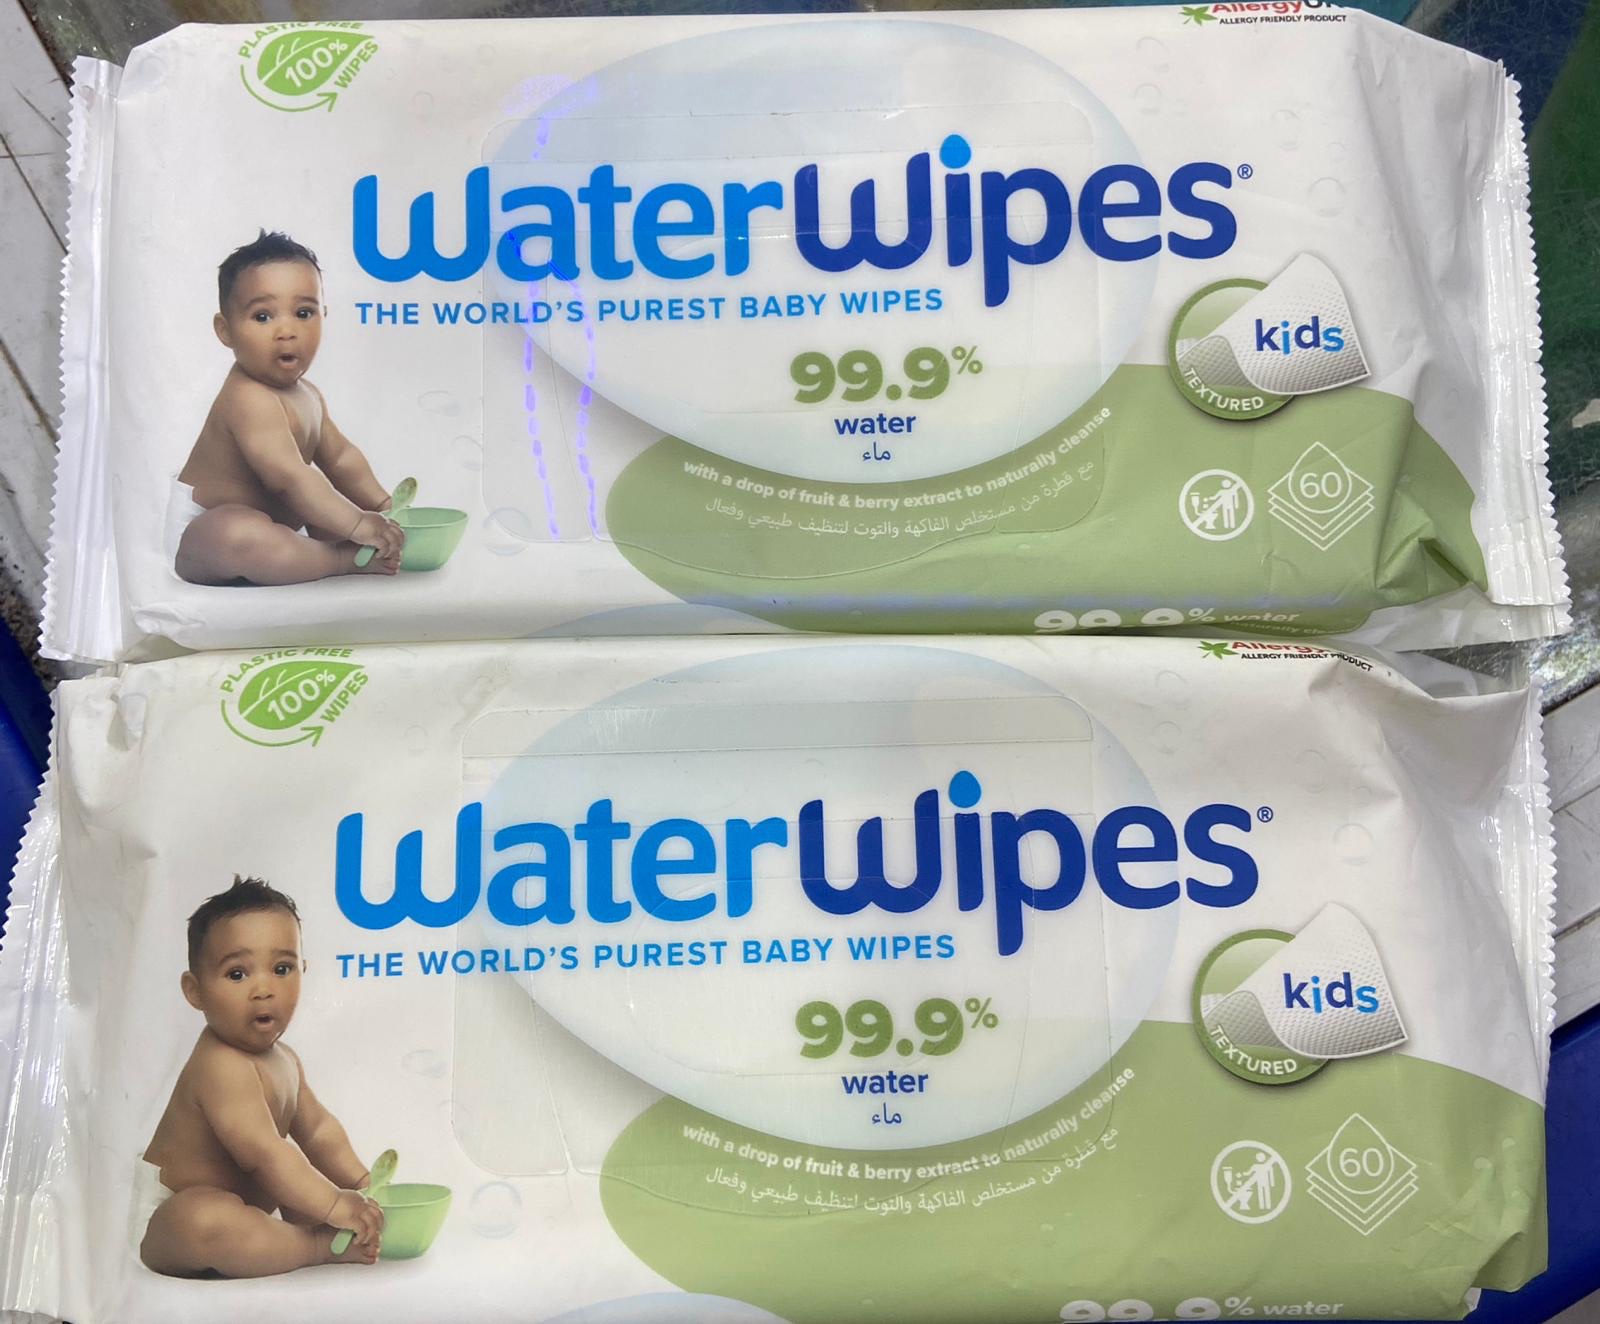 PLASTIC FREE
100%
WIPES
ALLERGY FRIENDLY PRODUCT
WaterWipes®
THE WORLD'S PUREST BABY WIPES
99.9%
water
ماء
with a drop of fruit & berry extract to naturally cleanse
مع قطرة من مستخلص الفاكهة والتوت لتنظيف طبيعي وفعال
kids
TEXTURED
60
99.9% water
PLASTIC FREE
100%
WIPES
Allergy
ALLERGY FRIENDLY PRODUCT
WaterWipes®
THE WORLD'S PUREST BABY WIPES
99.9%
water
ماء
with a drop of fruit & berry extract to naturally cleanse
مع قطرة من مستخلص الفاكهة والتوت لتنظيف طبيعي وفعال
kids
TEXTURED
60
99.9% water